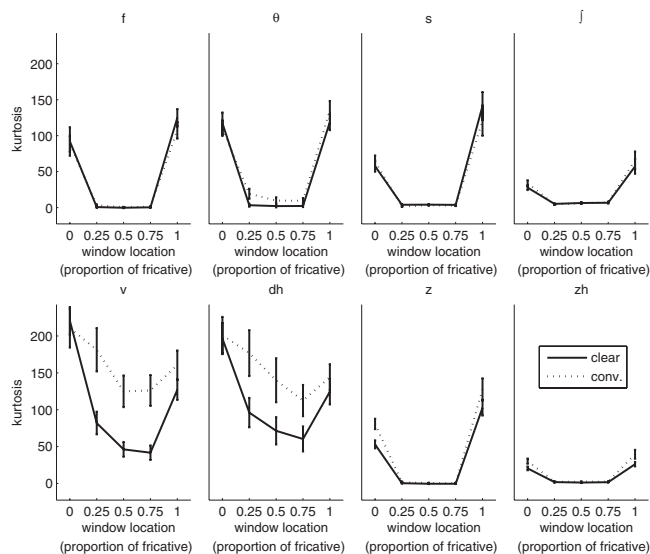 f θ s ʃ
200
150
100
50
0
kurtosis
0 0.25 0.5 0.75 1 0 0.25 0.5 0.75 1 0 0.25 0.5 0.75 1 0 0.25 0.5 0.75 1
window location window location window location window location
(proportion of fricative) (proportion of fricative) (proportion of fricative) (proportion of fricative)
v dh z zh
200
150
100
50
0
kurtosis
clear
conv.
0 0.25 0.5 0.75 1 0 0.25 0.5 0.75 1 0 0.25 0.5 0.75 1 0 0.25 0.5 0.75 1
window location window location window location window location
(proportion of fricative) (proportion of fricative) (proportion of fricative) (proportion of fricative)